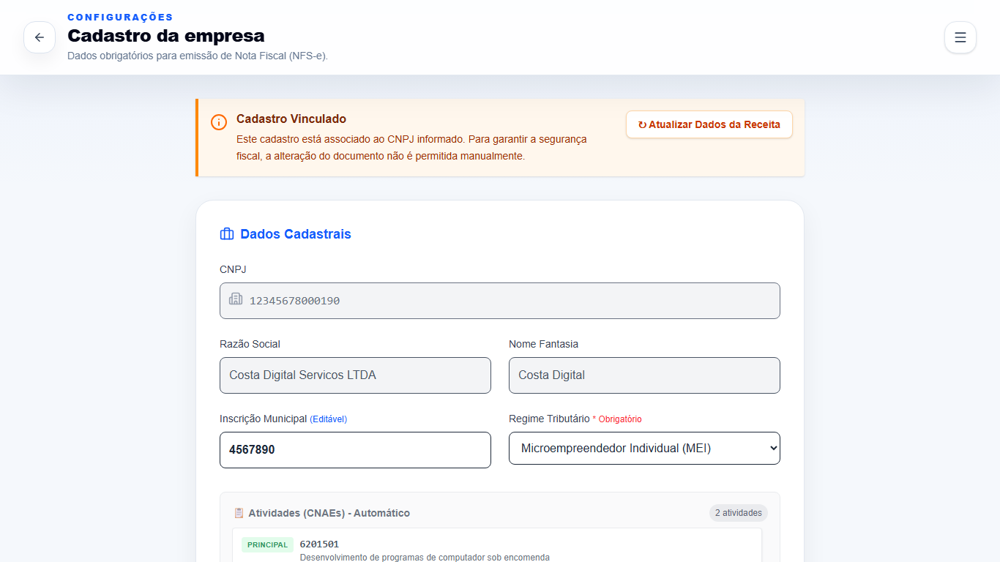 CONFIGURAÇÕES
Cadastro da empresa
Dados obrigatórios para emissão de Nota Fiscal (NFS-e).
Cadastro Vinculado
Este cadastro está associado ao CNPJ informado. Para garantir a segurança
fiscal, a alteração do documento não é permitida manualmente.
↻ Atualizar Dados da Receita
Dados Cadastrais
CNPJ
12345678000190
Razão Social
Nome Fantasia
Costa Digital Servicos LTDA
Costa Digital
Inscrição Municipal (Editável)
Regime Tributário * Obrigatório
4567890
Microempreendedor Individual (MEI)
Atividades (CNAEs) - Automático
2 atividades
PRINCIPAL
6201501
Desenvolvimento de programas de computador sob encomenda